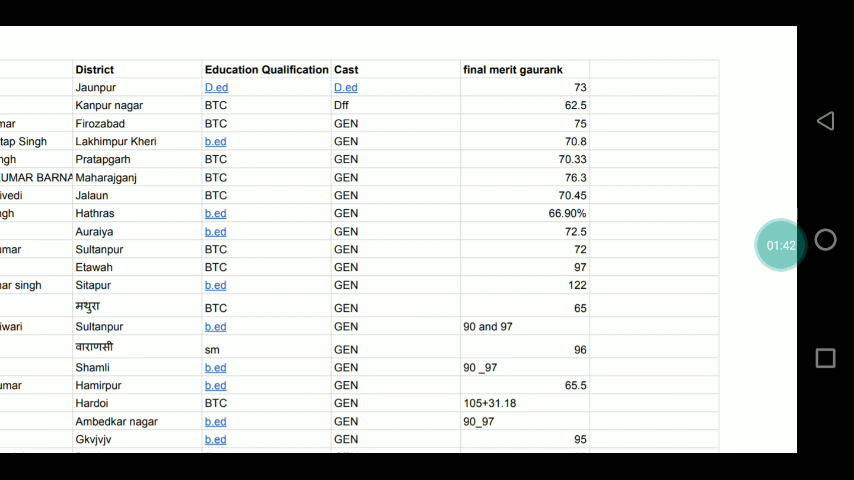 District Education Qualification Cast final merit gaurank
Jaunpur D.ed D.ed 73
Kanpur nagar BTC Dff 62.5
mar Firozabad BTC GEN 75
tap Singh Lakhimpur Kheri b.ed GEN 70.8
ngh Pratapgarh BTC GEN 70.33
KUMAR BARNA Maharajganj BTC GEN 76.3
ivedi Jalaun BTC GEN 70.45
ngh Hathras b.ed GEN 66.90%
Auraiya b.ed GEN 72.5
umar Sultanpur BTC GEN 72
Etawah BTC GEN 97
nar singh Sitapur b.ed GEN 122
मथुरा BTC GEN 65
iwari Sultanpur b.ed GEN 90 and 97
वाराणसी sm GEN 96
Shamli b.ed GEN 90 _97
umar Hamirpur b.ed GEN 65.5
Hardoi BTC GEN 105+31.18
Ambedkar nagar b.ed GEN 90_97
Gkvjvjv b.ed GEN 95
01:42